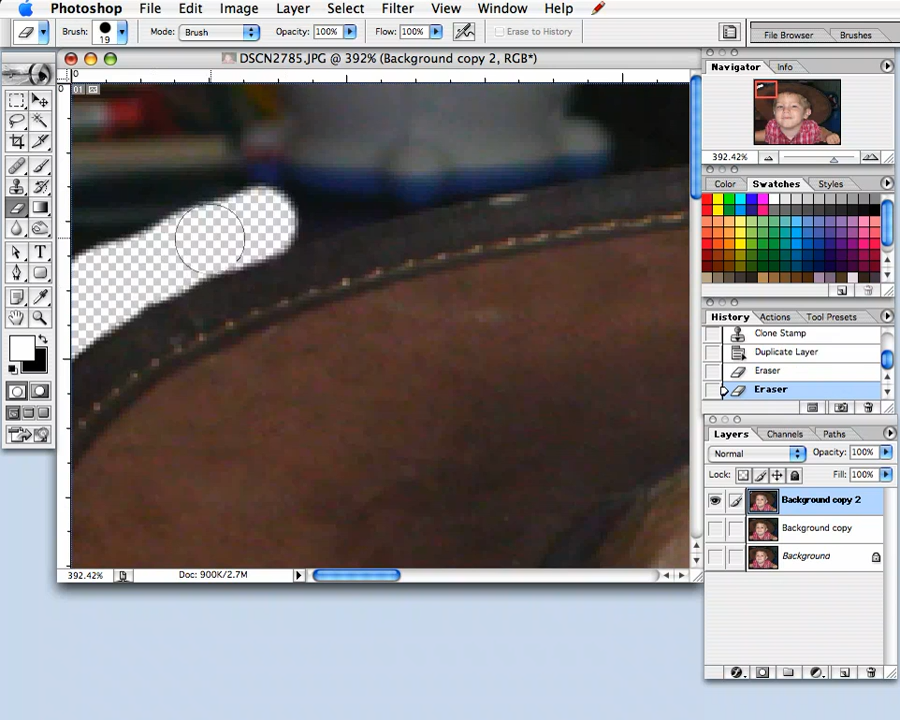 Photoshop File Edit Image Layer Select Filter View Window Help
Brush: 19 Mode: Brush Opacity: 100% Flow: 100% Erase to History File Browser Brushes
DSCN2785.JPG @ 392% (Background copy 2, RGB*)
0
0
01
Navigator Info
392.42%
Color Swatches Styles
History Actions Tool Presets
Clone Stamp
Duplicate Layer
Eraser
Eraser
Layers Channels Paths
Normal Opacity: 100%
Lock: Fill: 100%
Background copy 2
Background copy
Background
T
392.42% Doc: 900K/2.7M